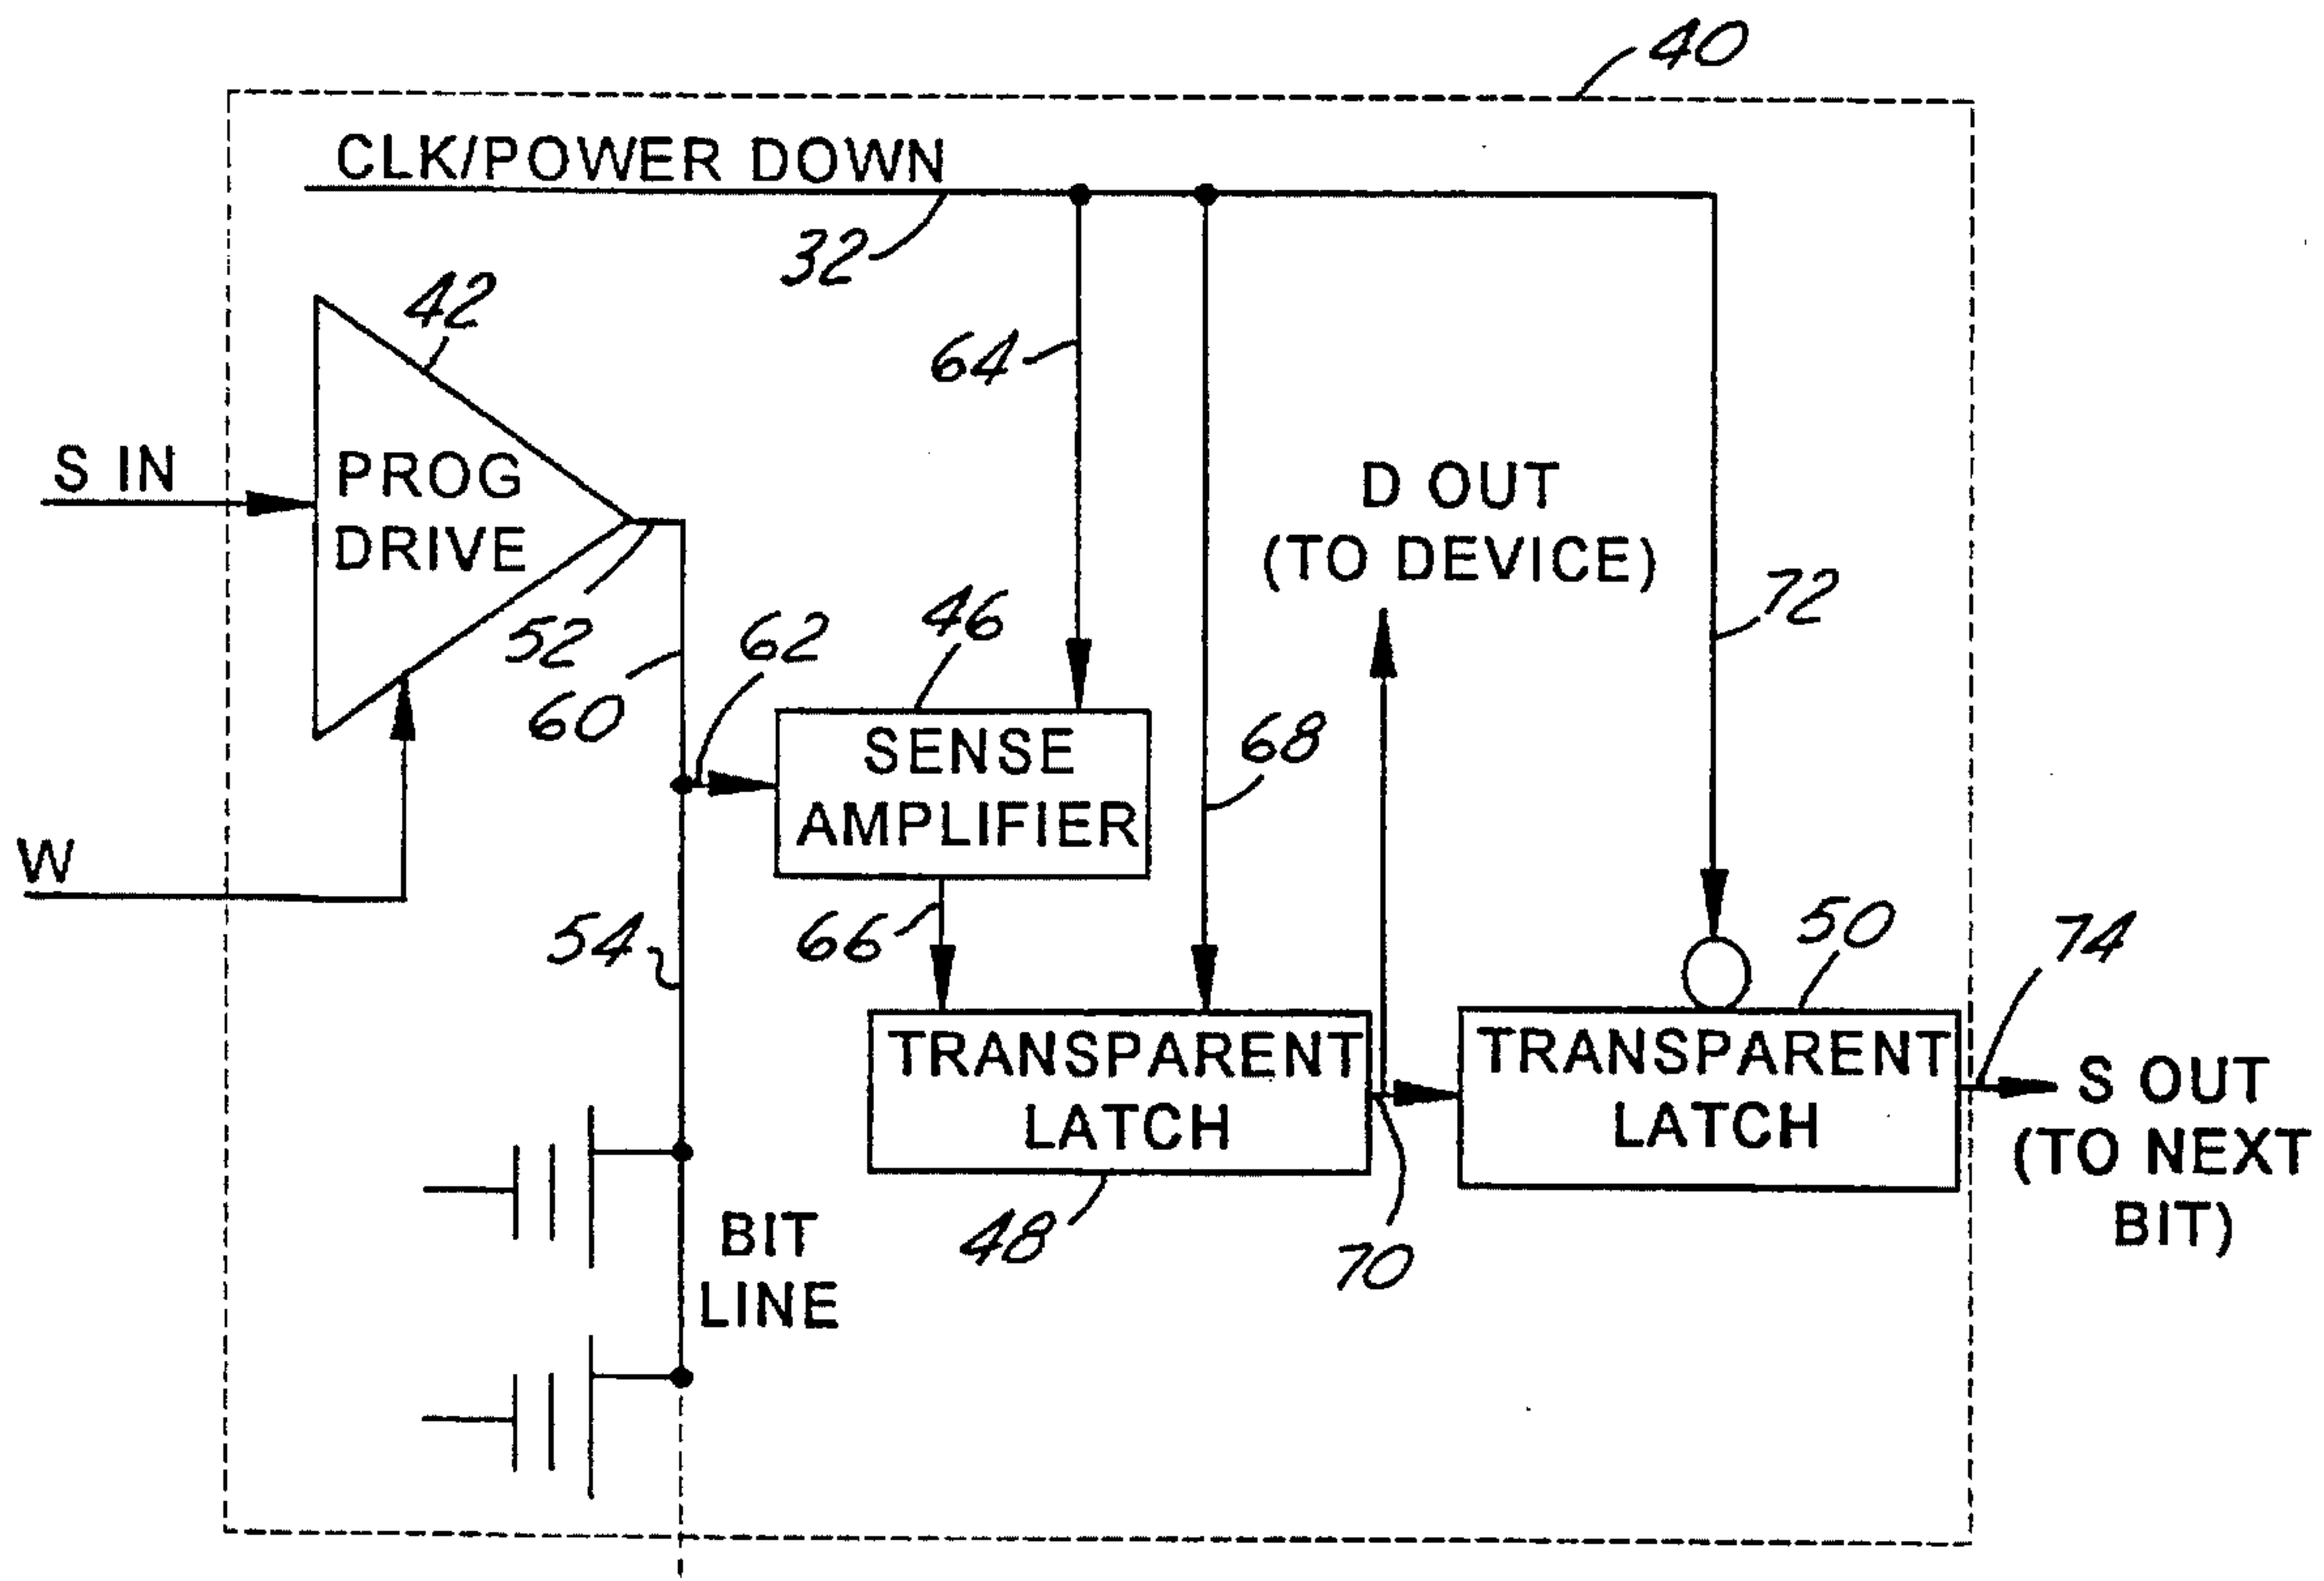 40
CLK/POWER DOWN
32
42
64
S IN
PROG
DRIVE
D OUT
(TO DEVICE)
72
52
46
62
60
SENSE
AMPLIFIER
68
W
54
66
50
74
TRANSPARENT
LATCH
TRANSPARENT
LATCH
S OUT
(TO NEXT
BIT)
48
70
BIT
LINE